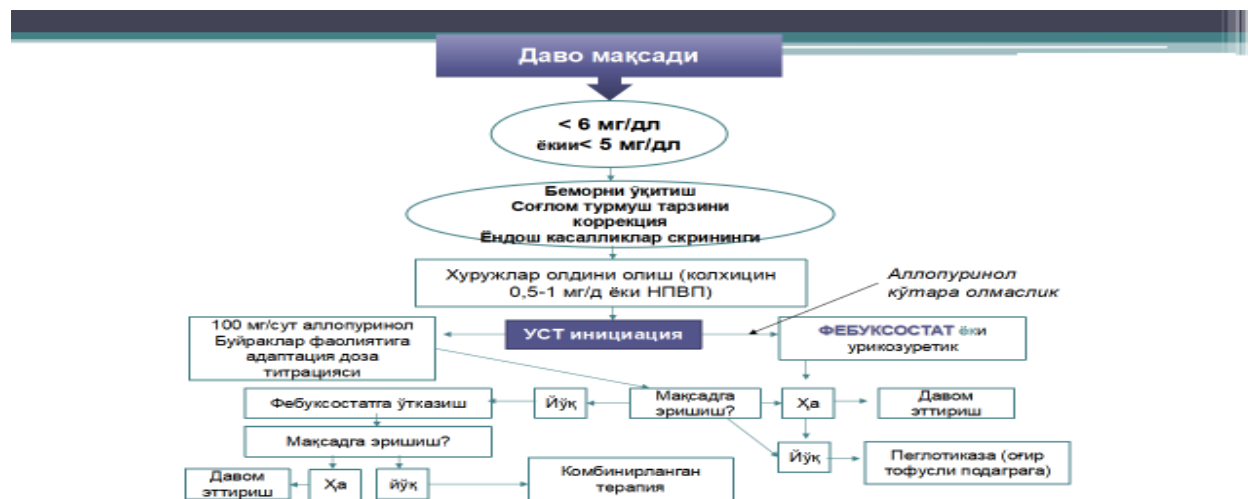 Даво мақсади
< 6 мг/дл
ёкии< 5 мг/дл
Беморни ўқитиш
Соғлом турмуш тарзини
коррекция
Ёндош касалликлар скрининги
Хуружлар олдини олиш (колхицин
0,5-1 мг/д ёки НПВП)
Аллопуринол
кўтара олмаслик
100 мг/сут аллопуринол
Буйраклар фаолиятига
адаптация доза
титрацияси
УСТ инициация
ФЕБУКСОСТАТ ёки
урикозуретик
Фебуксостатга ўтказиш
Йўқ
Мақсадга
эришиш?
Ҳа
Давом
эттириш
Мақсадга эришиш?
Йўқ
Пеглотиказа (оғир
тофусли подаграга)
Давом
эттириш
Ҳа
йўқ
Комбинирланган
терапия